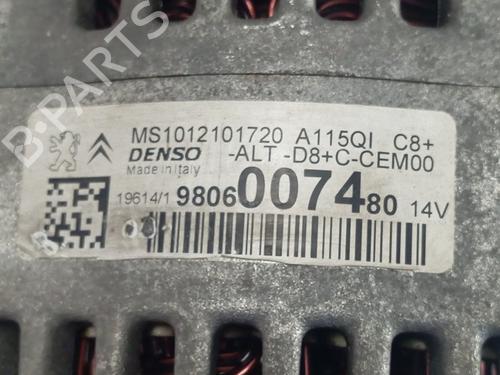 MS1012101720 A115QI C8+
DENSO -ALT -D8+C-CEM00
Made in Italy
19614/1 9806007480 14V
B-PARTS